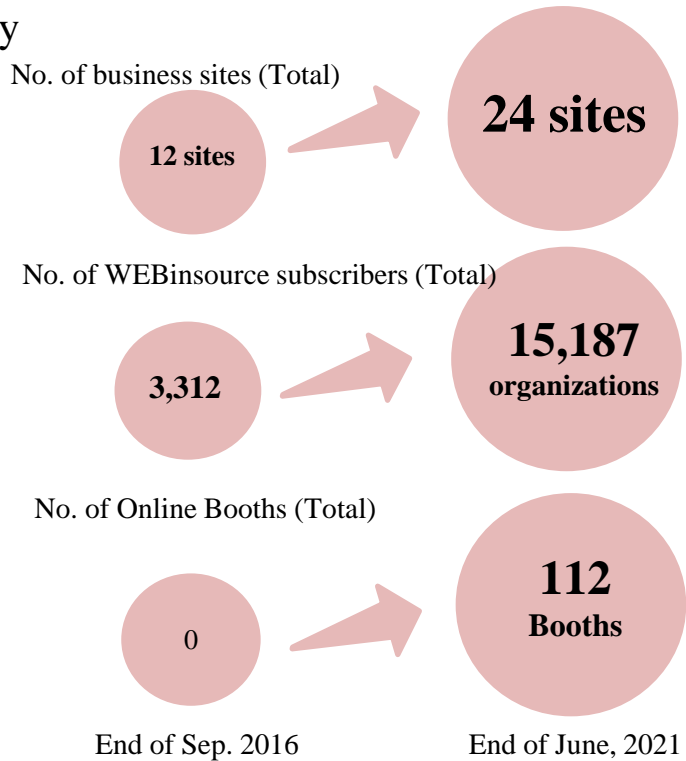 y
No. of business sites (Total)
12 sites
24 sites
No. of WEBinsource subscribers (Total)
3,312
15,187
organizations
No. of Online Booths (Total)
0
112
Booths
End of Sep. 2016
End of June, 2021